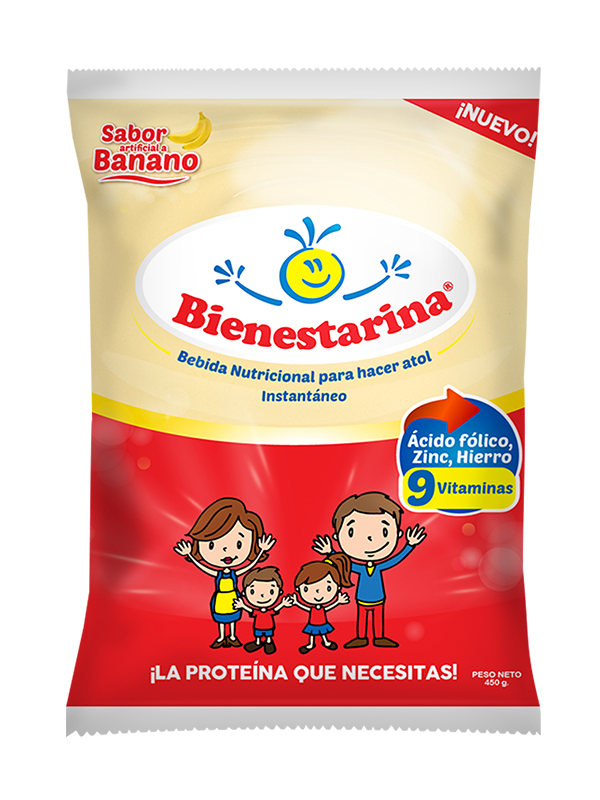 ¡NUEVO!
Sabor
artificial a
Banano
Bienestarina®
Bebida Nutricional para hacer atol
Instantáneo
Ácido fólico,
Zinc, Hierro
9 Vitaminas
¡LA PROTEÍNA QUE NECESITAS!
PESO NETO
450 g.